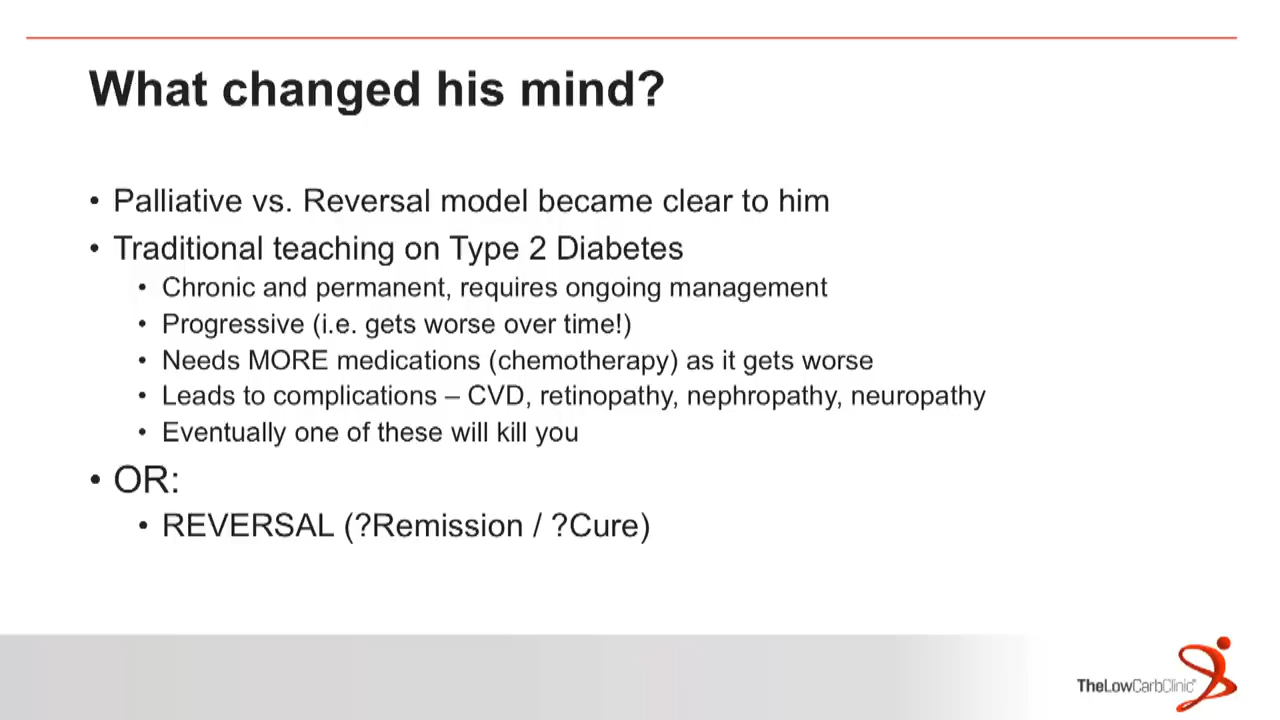 What changed his mind?
• Palliative vs. Reversal model became clear to him
• Traditional teaching on Type 2 Diabetes
• Chronic and permanent, requires ongoing management
• Progressive (i.e. gets worse over time!)
• Needs MORE medications (chemotherapy) as it gets worse
• Leads to complications – CVD, retinopathy, nephropathy, neuropathy
• Eventually one of these will kill you
• OR:
• REVERSAL (?Remission / ?Cure)
TheLowCarbClinic